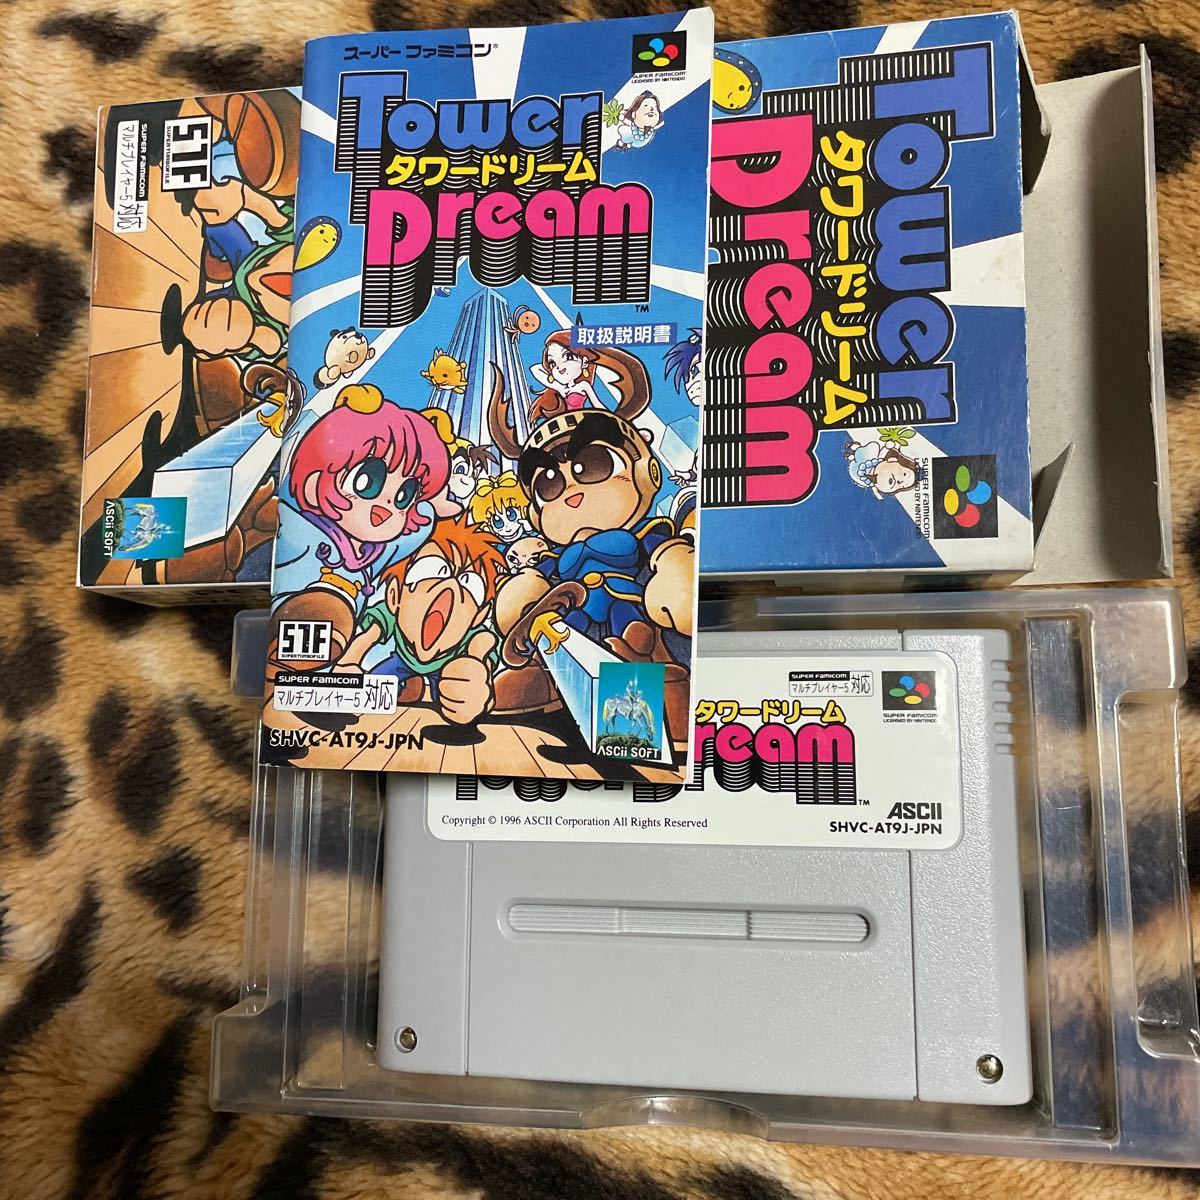 スーパーファミコン®
SUPER FAMICOM
LICENSED BY NINTENDO
Tower
タワードリーム
Dream
TM
取扱説明書
STF
SUPERTURBOFILE
SUPER FAMICOM
マルチプレイヤー5 対応
SHVC-AT9J-JPN
ASCii SOFT
STF
SUPERTURBOFILE
SUPER FAMICOM
マルチプレイヤー5 対応
ASCII SOFT
Tower
タワードリーム
Dream
SUPER FAMICOM
LICENSED BY NINTENDO
SUPER FAMICOM
マルチプレイヤー5 対応
SUPER FAMICOM
LICENSED BY NINTENDO
タワードリーム
Tower Dream
TM
Copyright © 1996 ASCII Corporation All Rights Reserved
ASCII
SHVC-AT9J-JPN